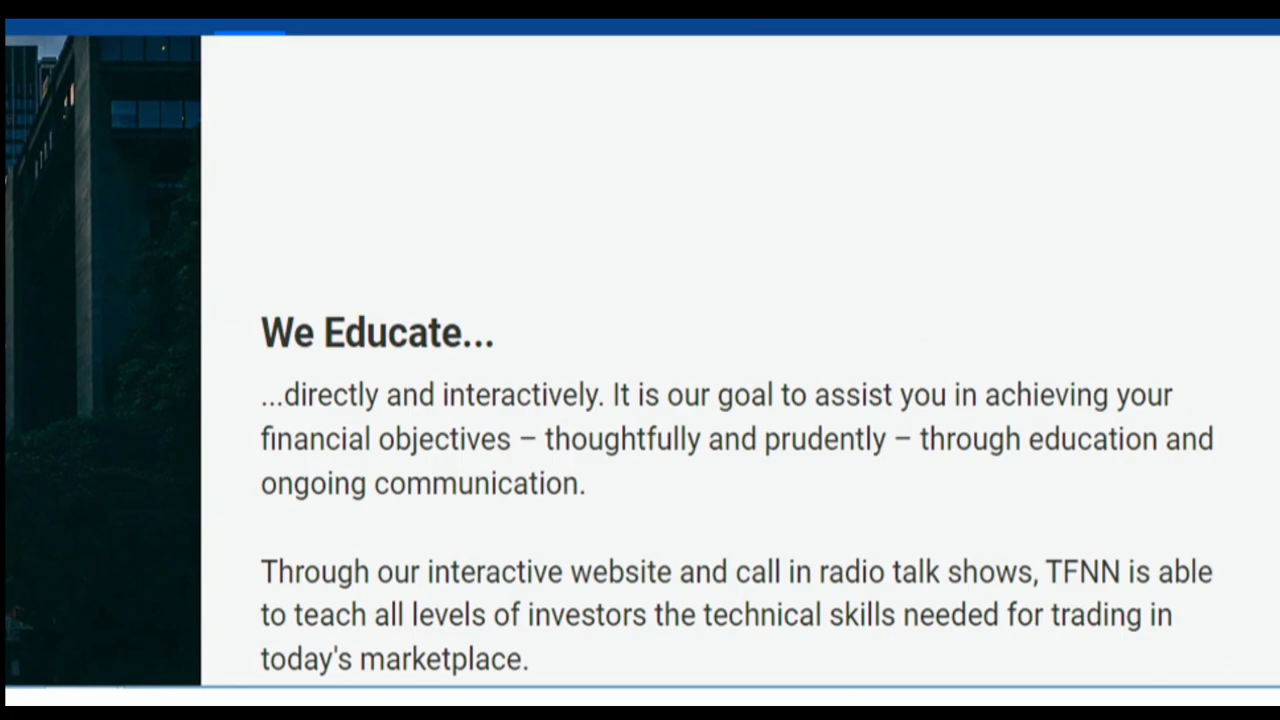 We Educate...
...directly and interactively. It is our goal to assist you in achieving your
financial objectives – thoughtfully and prudently – through education and
ongoing communication.
Through our interactive website and call in radio talk shows, TFNN is able
to teach all levels of investors the technical skills needed for trading in
today's marketplace.